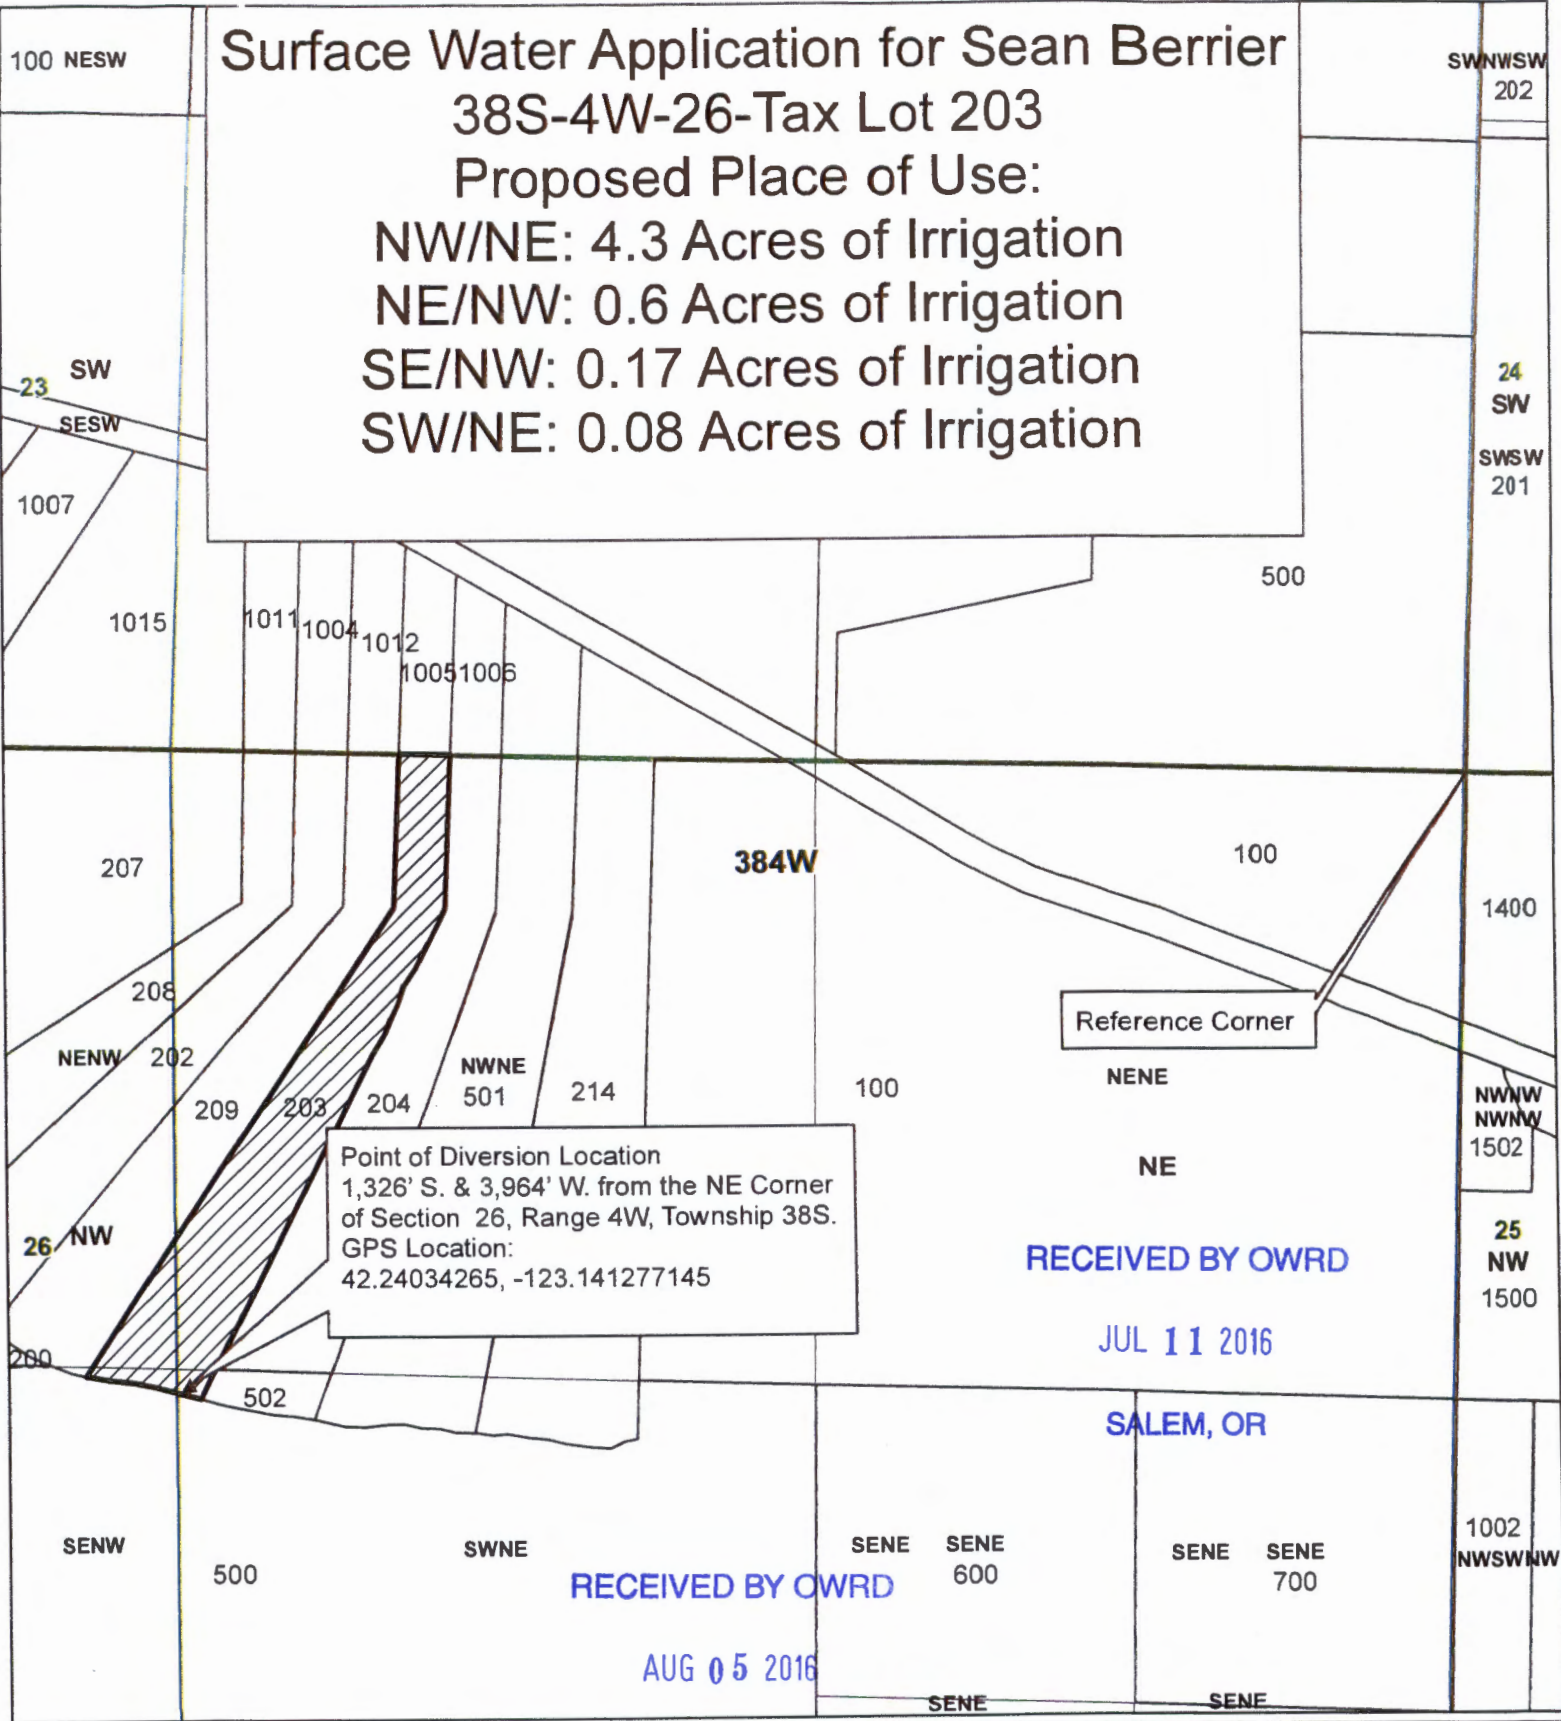 Surface Water Application for Sean Berrier
38S-4W-26-Tax Lot 203
Proposed Place of Use:
NW/NE: 4.3 Acres of Irrigation
NE/NW: 0.6 Acres of Irrigation
SE/NW: 0.17 Acres of Irrigation
SW/NE: 0.08 Acres of Irrigation
100 NESW
SWNWSW
202
23
SW
SESW
24
SW
SWSW
201
1007
1015
1011
1004
1012
1005
1006
500
207
384W
100
1400
208
Reference Corner
NENW
202
NWNE
501
214
100
NENE
209
203
204
NWNW
NWNW
1502
Point of Diversion Location
1,326' S. & 3,964' W. from the NE Corner
of Section 26, Range 4W, Township 38S.
GPS Location:
42.24034265, -123.141277145
NE
26
NW
RECEIVED BY OWRD
JUL 11 2016
SALEM, OR
25
NW
1500
200
502
SENW
500
SWNE
SENE
SENE
600
SENE
SENE
700
1002
NWSWNW
RECEIVED BY OWRD
AUG 05 2016
SENE
SENE